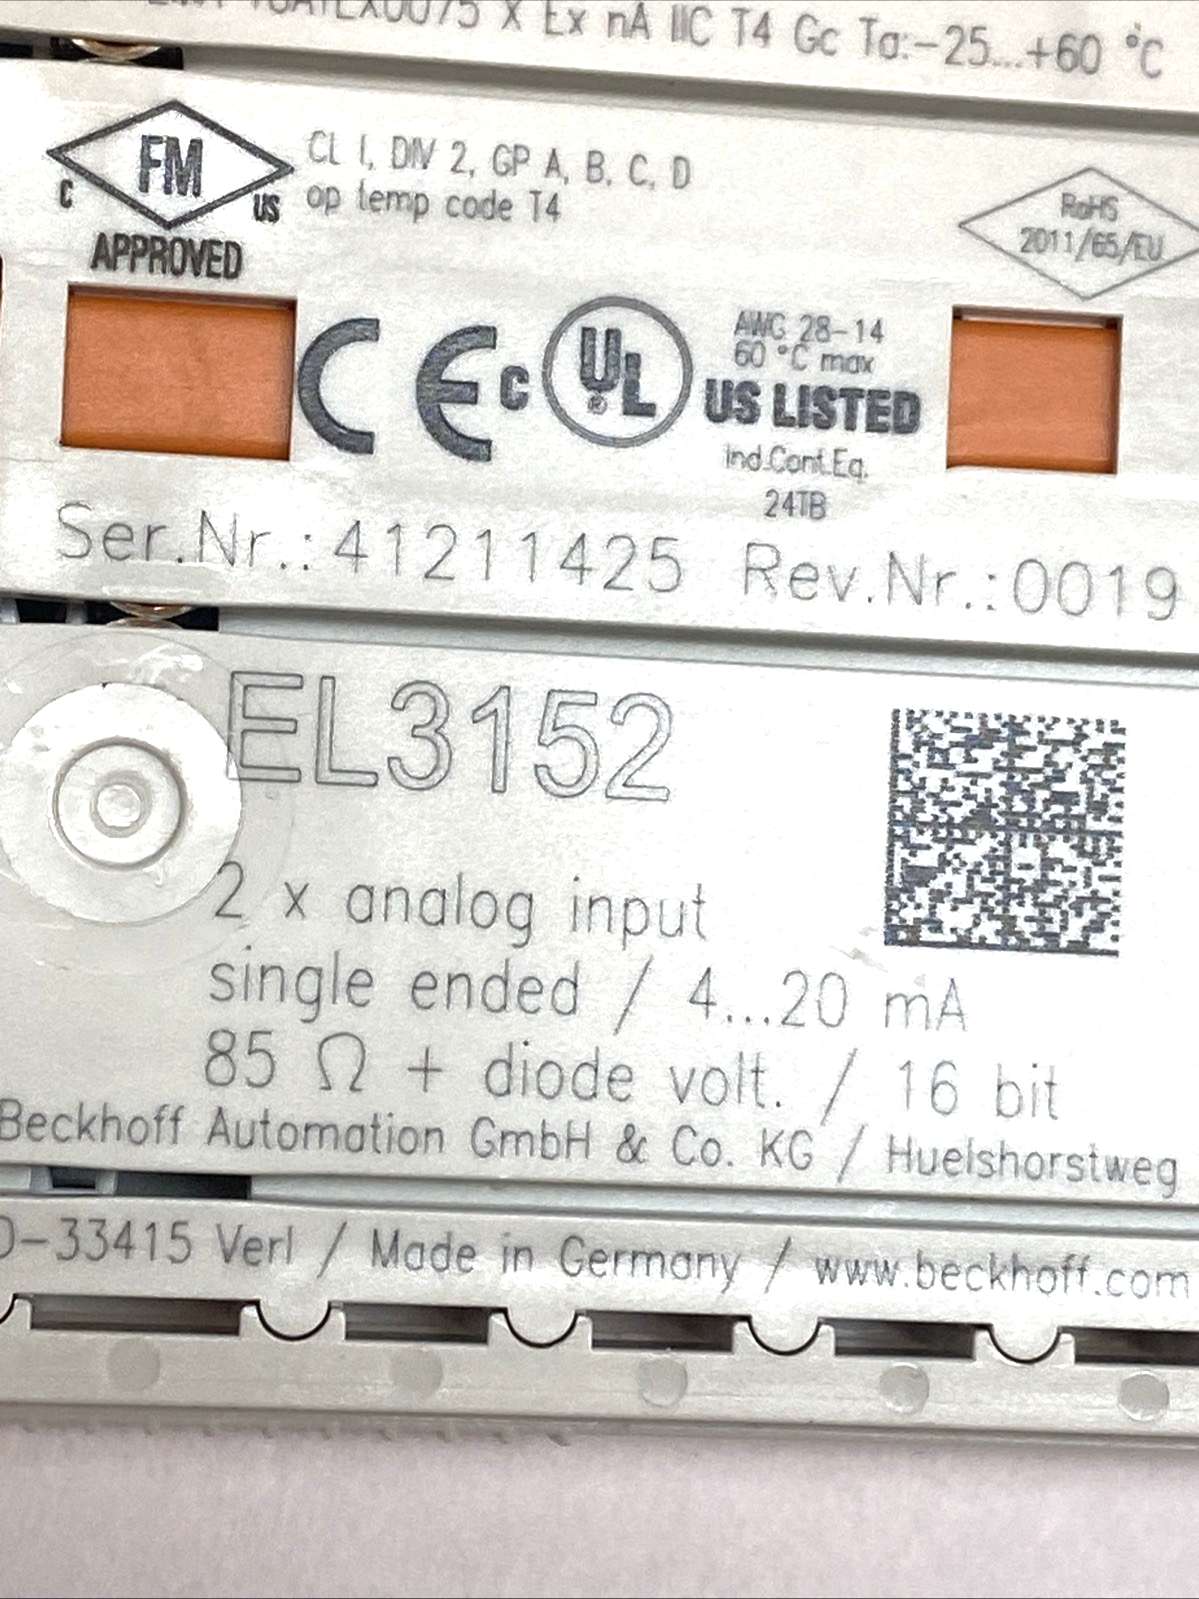 X Ex nA IIC T4 Gc Ta:-25...+60 °C
FM
C US
APPROVED
CL I, DIV 2, GP A, B, C, D
op temp code T4
RoHS
2011/65/EU
CE
C UL ® US LISTED
AWG 28-14
60 °C max
Ind.Cont.Eq.
24TB
Ser.Nr.: 41211425 Rev.Nr.:0019
EL3152
2 x analog input
single ended / 4...20 mA
85 Ω + diode volt. / 16 bit
Beckhoff Automation GmbH & Co. KG / Huelshorstweg
D-33415 Verl / Made in Germany / www.beckhoff.com